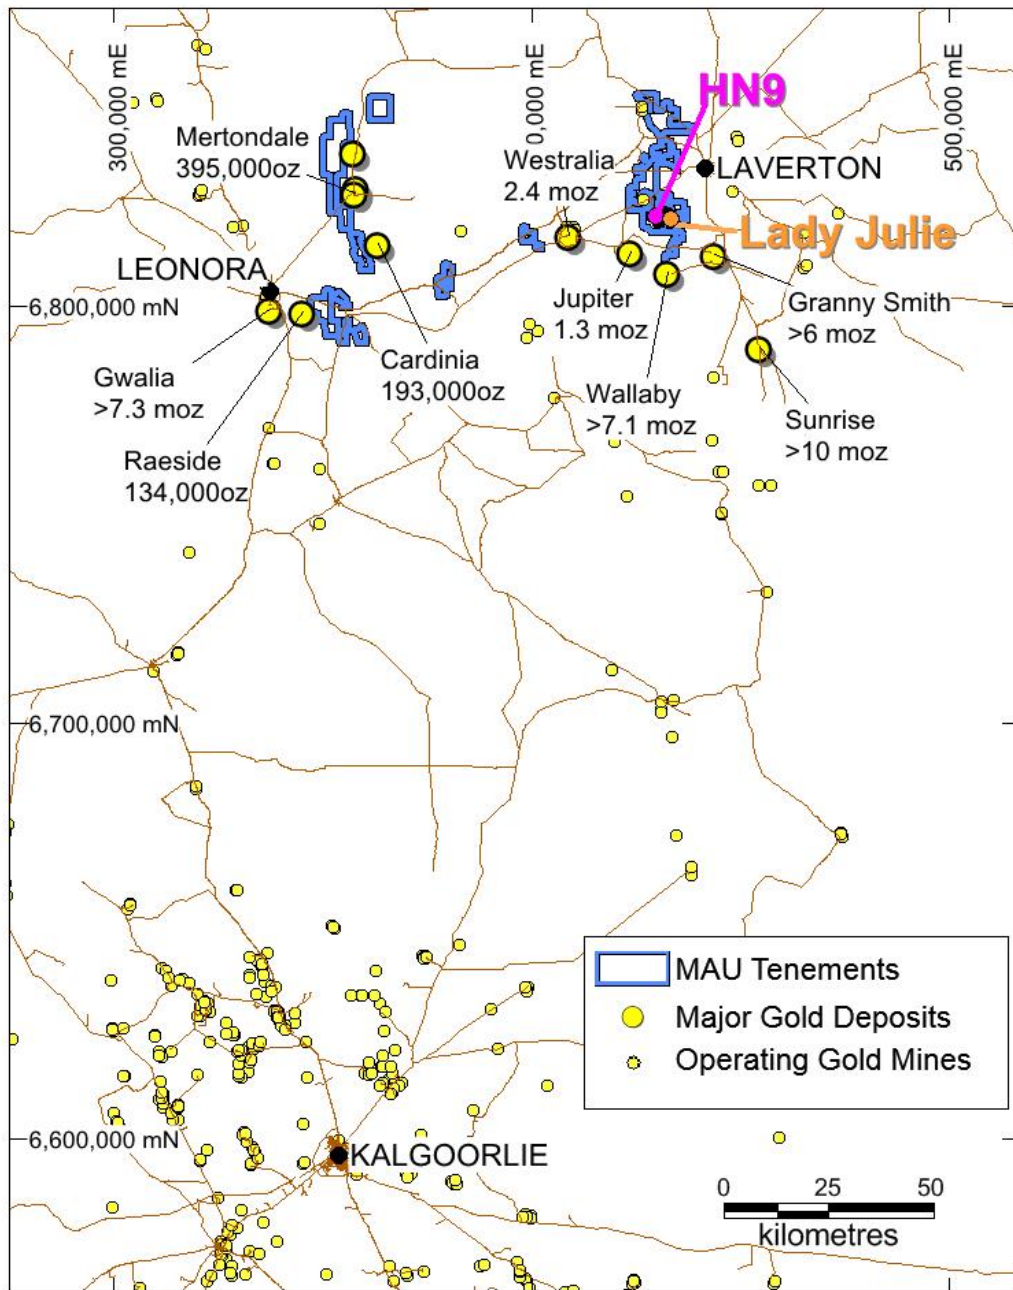 300,000 mE
0,000 mE
500,000 mE
HN9
Mertondale
395,000oz
Westralia
2.4 moz
LAVERTON
Lady Julie
LEONORA
6,800,000 mN
Jupiter
1.3 moz
Granny Smith
>6 moz
Cardinia
193,000oz
Gwalia
>7.3 moz
Wallaby
>7.1 moz
Sunrise
>10 moz
Raeside
134,000oz
6,700,000 mN
MAU Tenements
Major Gold Deposits
Operating Gold Mines
6,600,000 mN
KALGOORLIE
0 25 50
kilometres